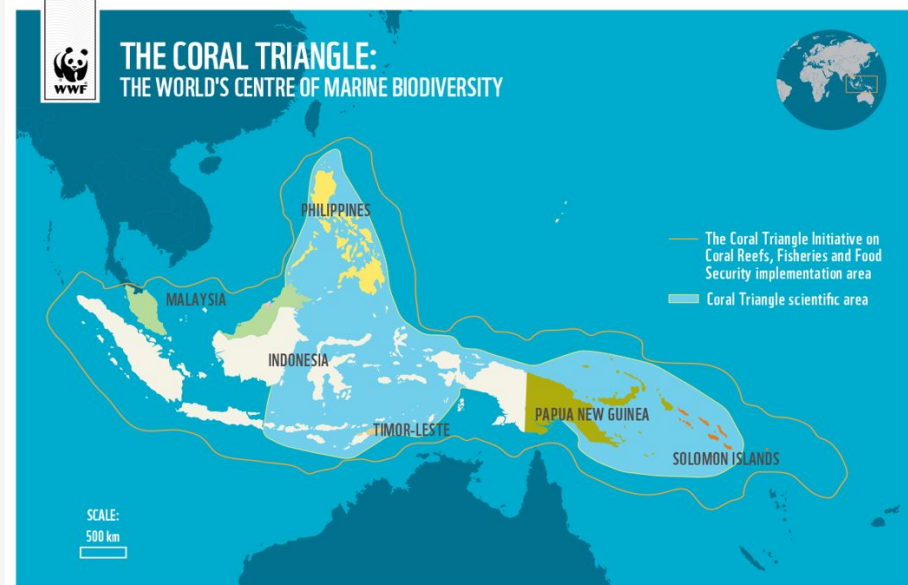 WWF
THE CORAL TRIANGLE:
THE WORLD'S CENTRE OF MARINE BIODIVERSITY
PHILIPPINES
The Coral Triangle Initiative on
Coral Reefs, Fisheries and Food
Security implementation area
Coral Triangle scientific area
MALAYSIA
INDONESIA
PAPUA NEW GUINEA
TIMOR-LESTE
SOLOMON ISLANDS
SCALE:
500 km